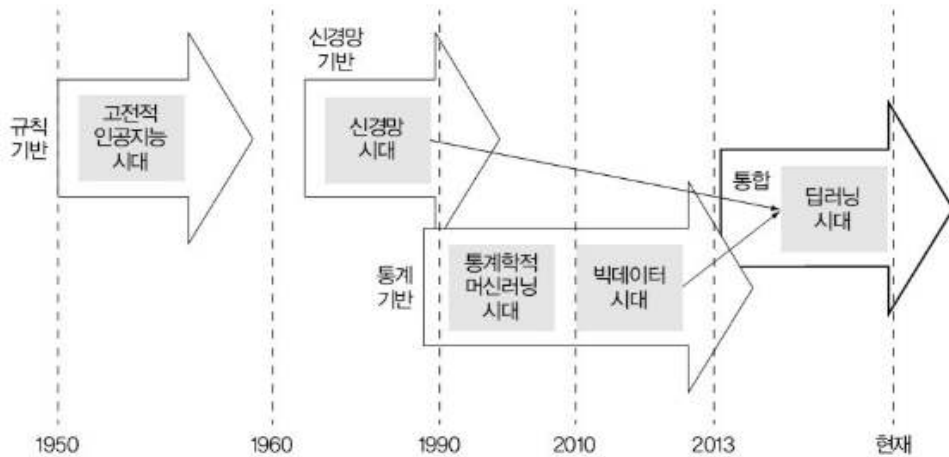 신경망
기반
규칙
기반
고전적
인공지능
시대
신경망
시대
통합
딥러닝
시대
통계
기반
통계학적
머신러닝
시대
빅데이터
시대
1950
1960
1990
2010
2013
현재